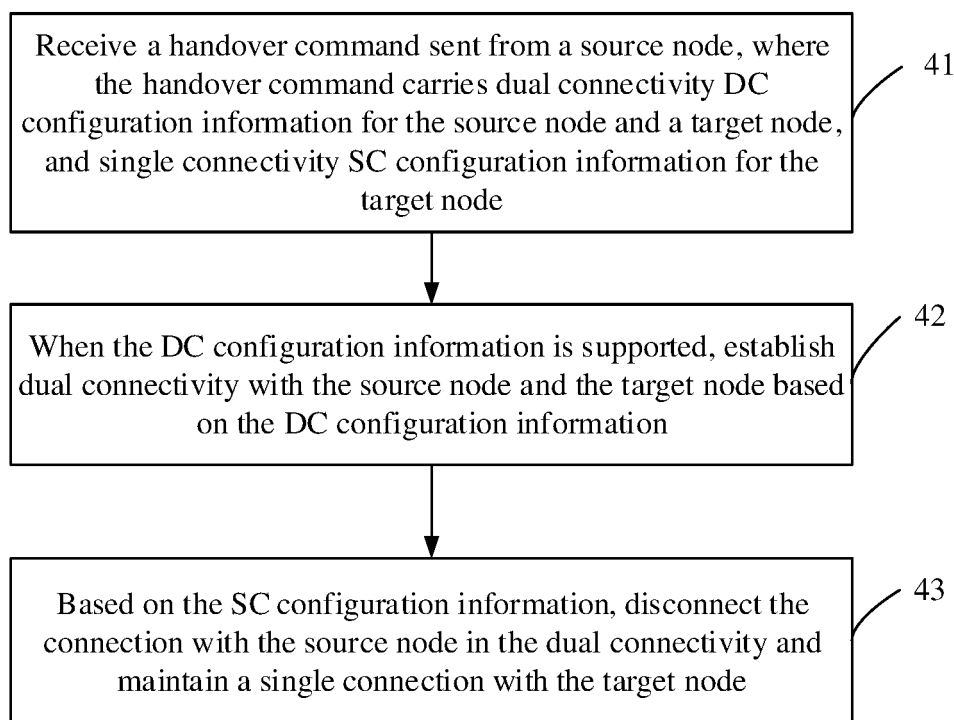 Receive a handover command sent from a source node, where
the handover command carries dual connectivity DC
configuration information for the source node and a target node,
and single connectivity SC configuration information for the
target node
41
When the DC configuration information is supported, establish
dual connectivity with the source node and the target node based
on the DC configuration information
42
Based on the SC configuration information, disconnect the
connection with the source node in the dual connectivity and
maintain a single connection with the target node
43